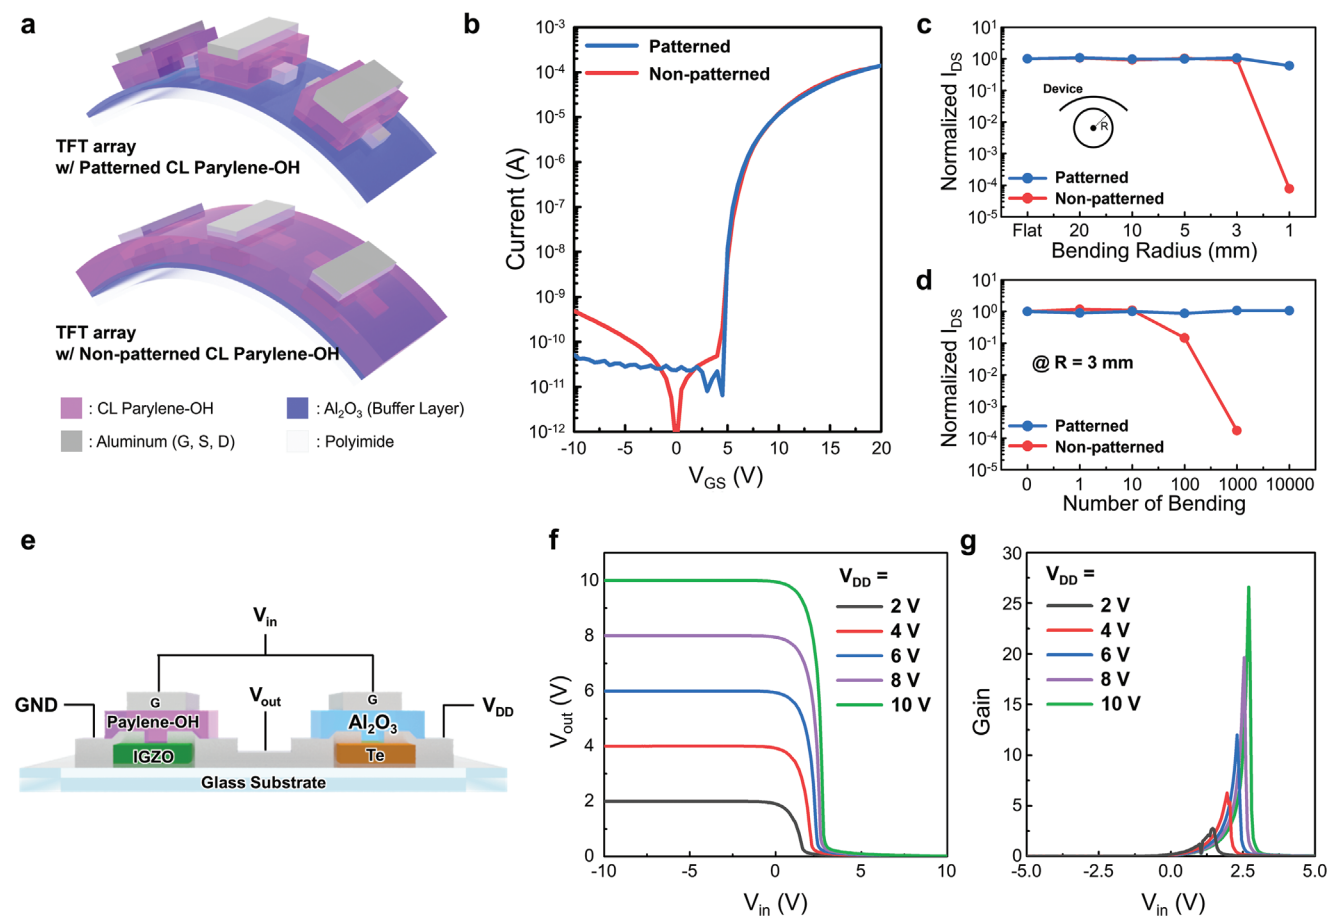 a
TFT array
w/ Patterned CL Parylene-OH
TFT array
w/ Non-patterned CL Parylene-OH
: CL Parylene-OH
: Al2O3 (Buffer Layer)
: Aluminum (G, S, D)
: Polyimide
b
Patterned
Non-patterned
10-3
10-4
10-5
10-6
10-7
10-8
10-9
10-10
10-11
10-12
Current (A)
-10 -5 0 5 10 15 20
VGS (V)
c
Normalized IDS
101
100
10-1
10-2
10-3
10-4
10-5
Device
R
Patterned
Non-patterned
Flat 20 10 5 3 1
Bending Radius (mm)
d
Normalized IDS
101
100
10-1
10-2
10-3
10-4
10-5
@ R = 3 mm
Patterned
Non-patterned
0 1 10 100 1000 10000
Number of Bending
e
Vin
GND
G
Vout
G
VDD
Paylene-OH
Al2O3
IGZO
Te
Glass Substrate
f
Vout (V)
10
8
6
4
2
0
VDD =
2 V
4 V
6 V
8 V
10 V
-10 -5 0 5 10
Vin (V)
g
Gain
30
25
20
15
10
5
0
VDD =
2 V
4 V
6 V
8 V
10 V
-5.0 -2.5 0.0 2.5 5.0
Vin (V)